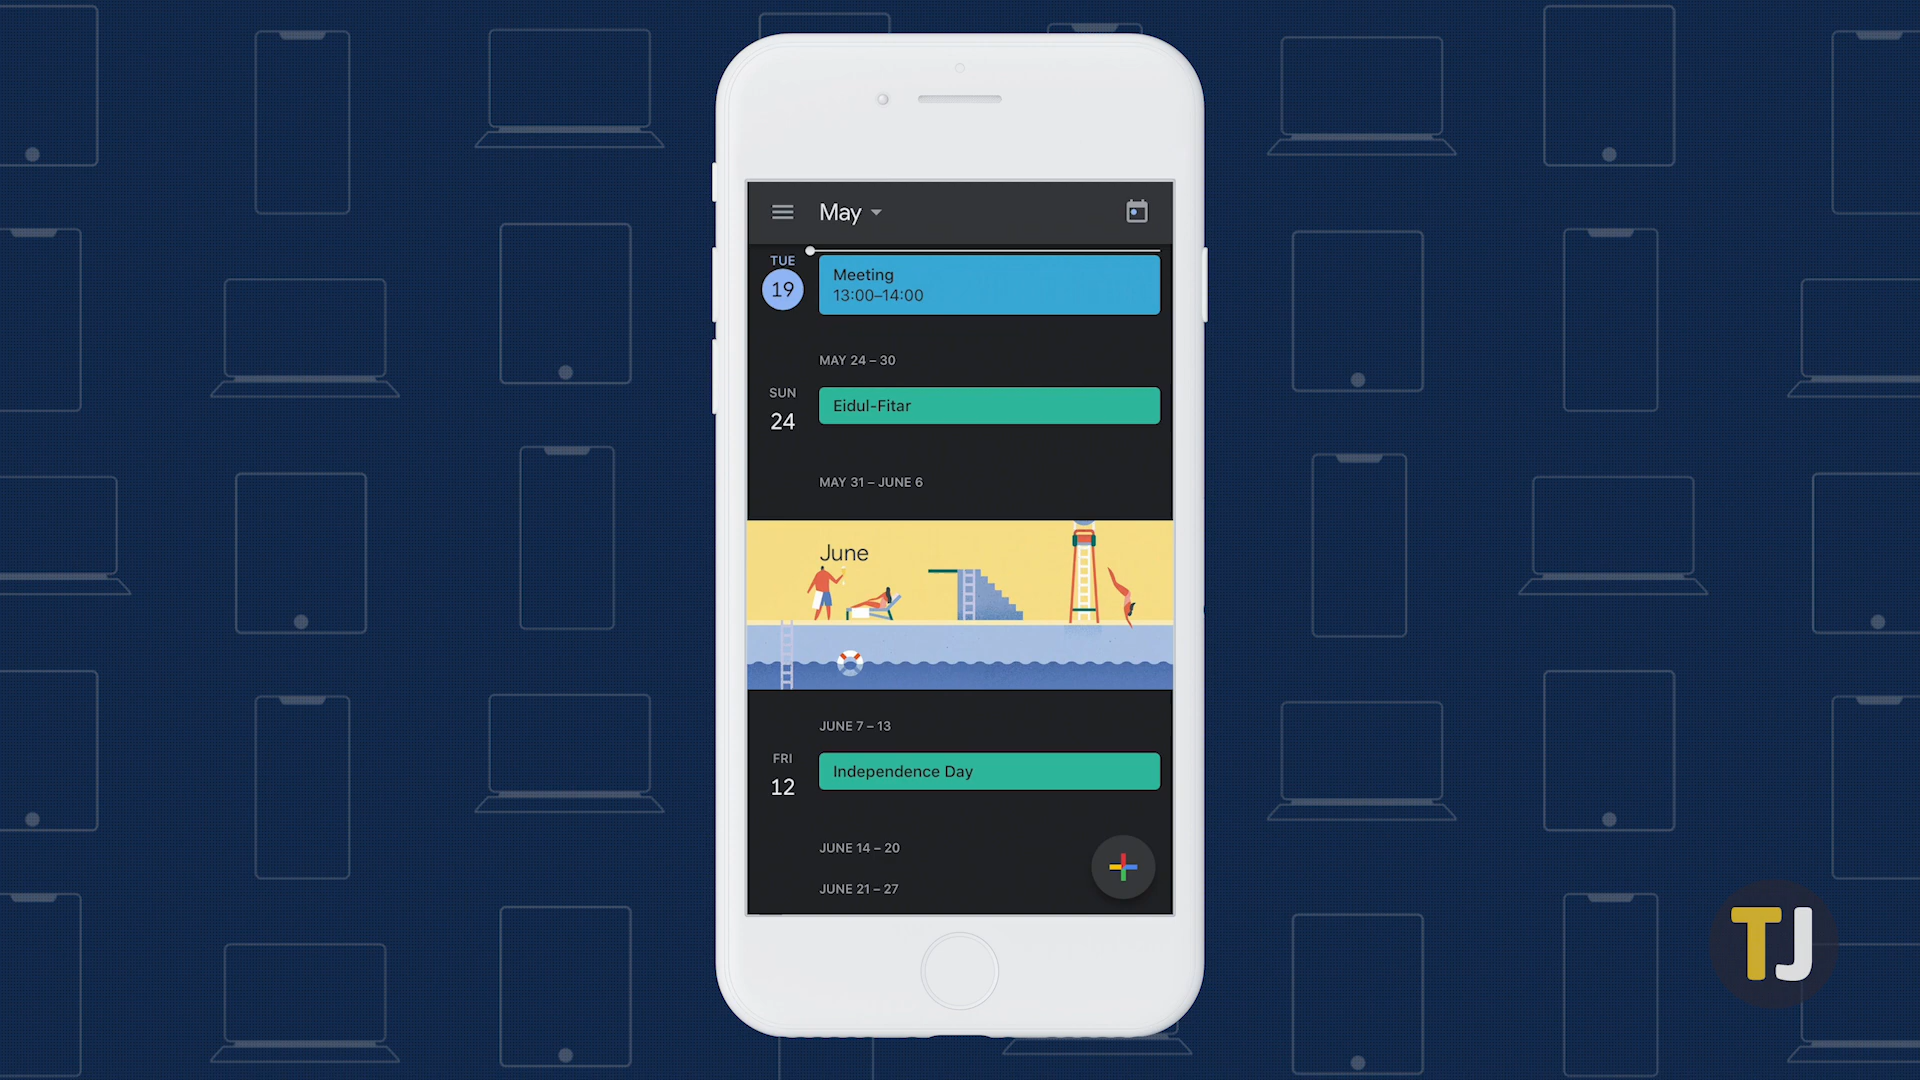 May
TUE
19
Meeting
13:00–14:00
MAY 24 – 30
SUN
24
Eidul-Fitar
MAY 31 – JUNE 6
June
JUNE 7 – 13
FRI
12
Independence Day
JUNE 14 – 20
JUNE 21 – 27
TJ